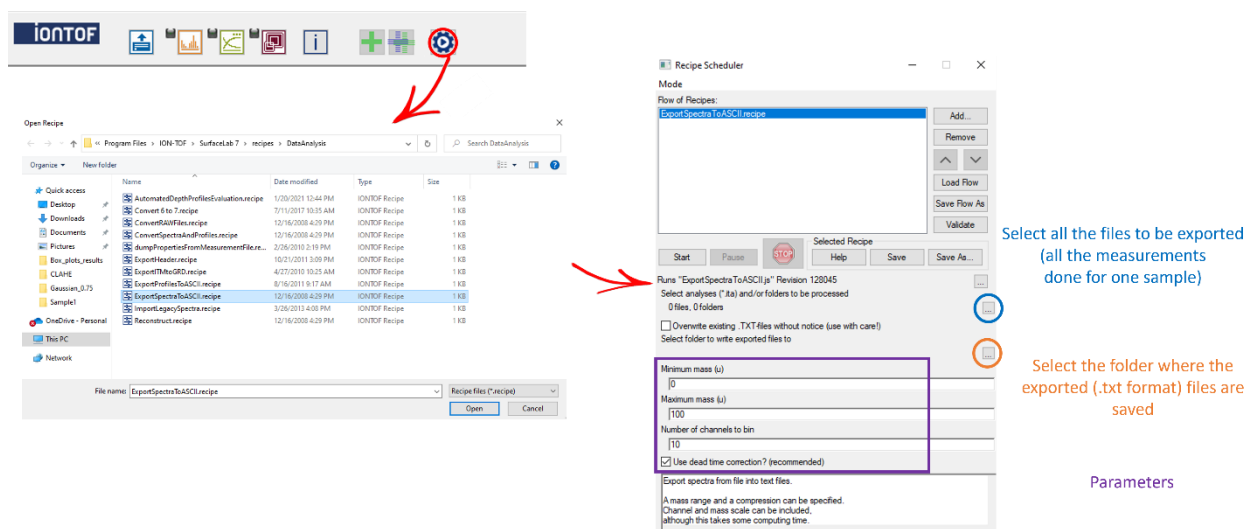 IONTOF
i
Open Recipe
« Program Files › ION-TOF › SurfaceLab 7 › recipes › DataAnalysis
Search DataAnalysis
Organize
New folder
Name Date modified Type Size
Quick access
Desktop
Downloads
Documents
Pictures
Box_plots_results
CLAHE
Gaussian_0.75
Sample1
OneDrive - Personal
This PC
Network
AutomatedDepthProfilesEvaluation.recipe 1/20/2021 12:44 PM IONTOF Recipe 1 KB
Convert 6 to 7.recipe 7/11/2017 10:35 AM IONTOF Recipe 1 KB
ConvertRAWFiles.recipe 12/16/2008 4:29 PM IONTOF Recipe 1 KB
ConvertSpectraAndProfiles.recipe 12/16/2008 4:29 PM IONTOF Recipe 1 KB
dumpPropertiesFromMeasurementFile.re... 2/26/2010 2:19 PM IONTOF Recipe 1 KB
ExportHeader.recipe 10/21/2011 3:09 PM IONTOF Recipe 1 KB
ExportITMtoGRD.recipe 4/27/2010 10:25 AM IONTOF Recipe 1 KB
ExportProfilesToASCII.recipe 8/16/2011 9:17 AM IONTOF Recipe 1 KB
ExportSpectraToASCII.recipe 12/16/2008 4:29 PM IONTOF Recipe 1 KB
ImportLegacySpectra.recipe 3/26/2013 4:08 PM IONTOF Recipe 1 KB
Reconstruct.recipe 12/16/2008 4:29 PM IONTOF Recipe 1 KB
File name: ExportSpectraToASCII.recipe
Recipe files (*.recipe)
Open Cancel
Recipe Scheduler
Mode
Flow of Recipes:
ExportSpectraToASCII.recipe
Add...
Remove
Load Flow
Save Flow As
Validate
Selected Recipe
Start Pause STOP Help Save Save As...
Runs "ExportSpectraToASCII.js" Revision 128045
...
Select analyses (*.ita) and/or folders to be processed
0 files, 0 folders
...
Overwrite existing .TXT-files without notice (use with care!)
Select folder to write exported files to
...
Minimum mass (u)
0
Maximum mass (u)
100
Number of channels to bin
10
Use dead time correction? (recommended)
Export spectra from file into text files.
A mass range and a compression can be specified.
Channel and mass scale can be included,
although this takes some computing time.
Select all the files to be exported
(all the measurements
done for one sample)
Select the folder where the
exported (.txt format) files are
saved
Parameters